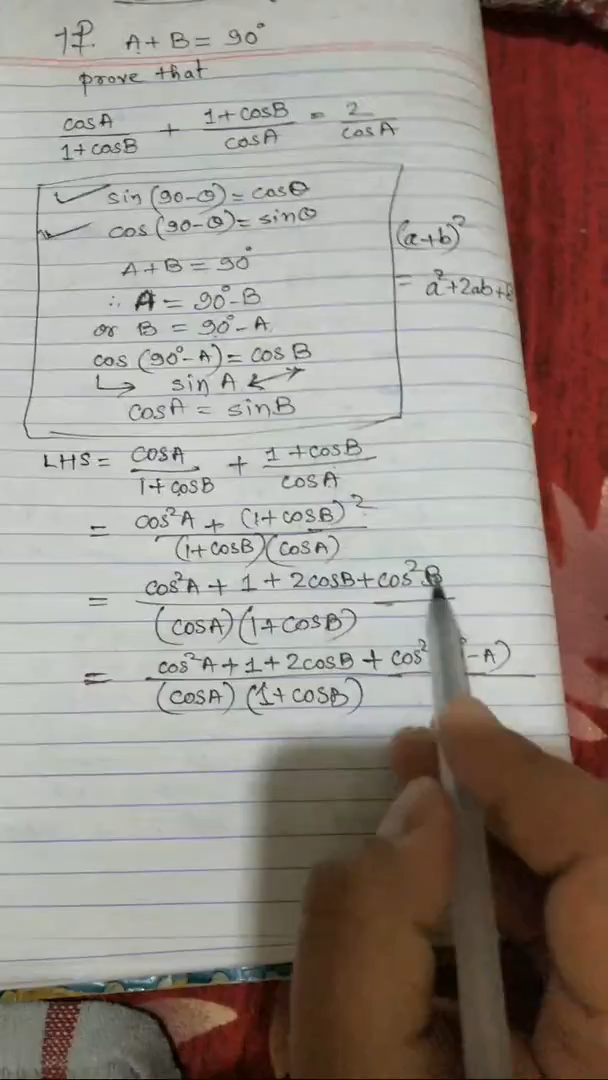 17. A + B = 90°
prove that
cosA/(1+cosB) + (1+cosB)/cosA = 2/cosA
sin(90-θ) = cosθ
cos(90-θ) = sinθ
A + B = 90°
∴ A = 90°-B
or B = 90°-A
cos(90°-A) = cosB
↳ sinA ↔
cosA = sinB
(a+b)²
= a²+2ab+
LHS = cosA/(1+cosB) + (1+cosB)/cosA
= (cos²A + (1+cosB)²)/((1+cosB)(cosA))
= (cos²A + 1 + 2cosB + cos²B)/((cosA)(1+cosB))
= (cos²A + 1 + 2cosB + cos² -A))/((cosA)(1+cosB))